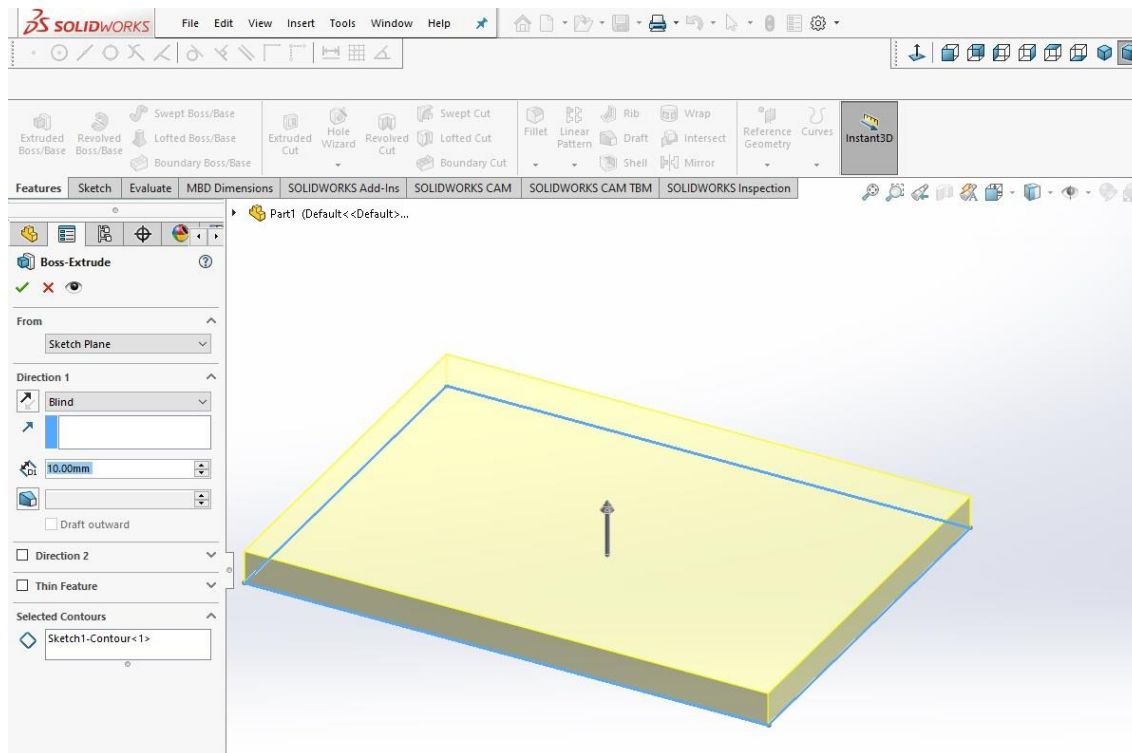 SOLIDWORKS File Edit View Insert Tools Window Help
Swept Boss/Base Swept Cut Rib Wrap
Extruded Boss/Base Revolved Boss/Base Lofted Boss/Base Extruded Cut Hole Wizard Revolved Cut Lofted Cut Fillet Linear Pattern Draft Intersect Reference Geometry Curves Instant3D
Boundary Boss/Base Boundary Cut Shell Mirror
Features Sketch Evaluate MBD Dimensions SOLIDWORKS Add-Ins SOLIDWORKS CAM SOLIDWORKS CAM TBM SOLIDWORKS Inspection
Part1 (Default<<Default>...
Boss-Extrude
From
Sketch Plane
Direction 1
Blind
D1 10.00mm
Draft outward
Direction 2
Thin Feature
Selected Contours
Sketch1-Contour<1>